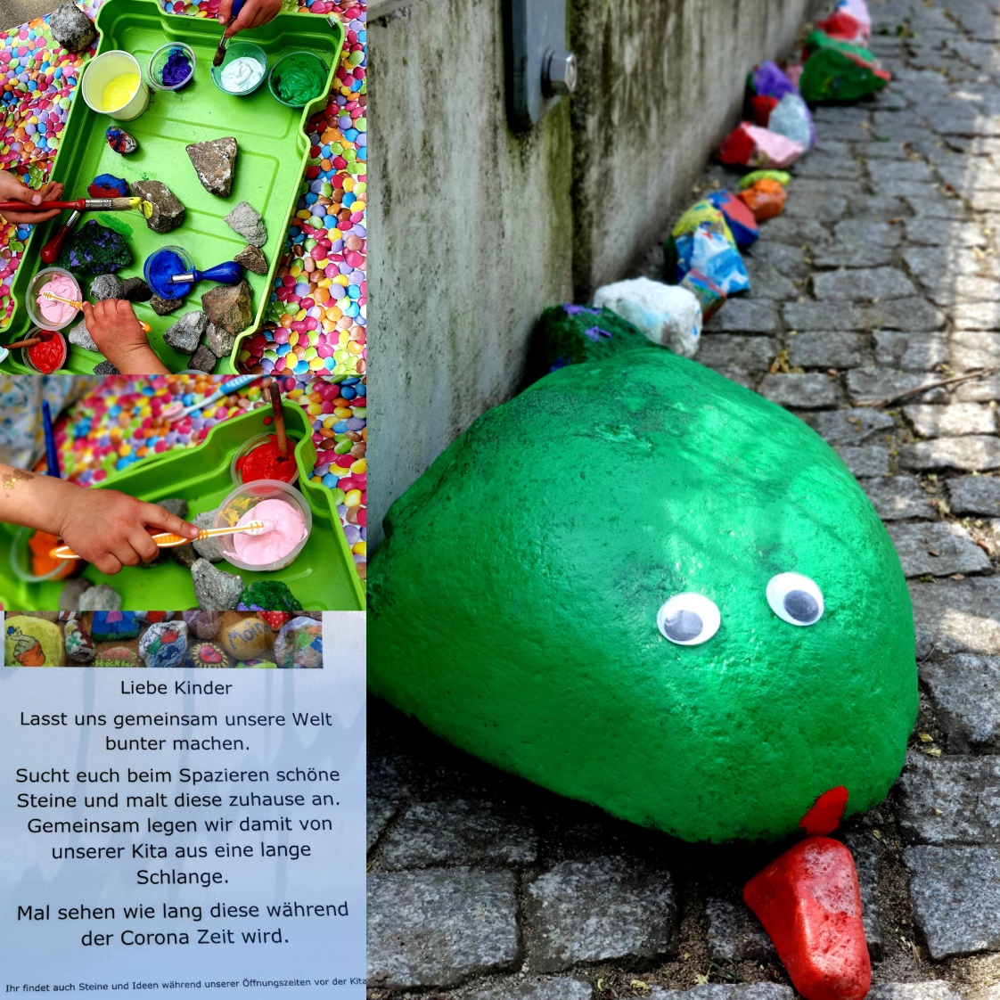 Mom
Liebe Kinder
Lasst uns gemeinsam unsere Welt
bunter machen.
Sucht euch beim Spazieren schöne
Steine und malt diese zuhause an.
Gemeinsam legen wir damit von
unserer Kita aus eine lange
Schlange.
Mal sehen wie lang diese während
der Corona Zeit wird.
Ihr findet auch Steine und Ideen während unserer Öffnungszeiten vor der Kita